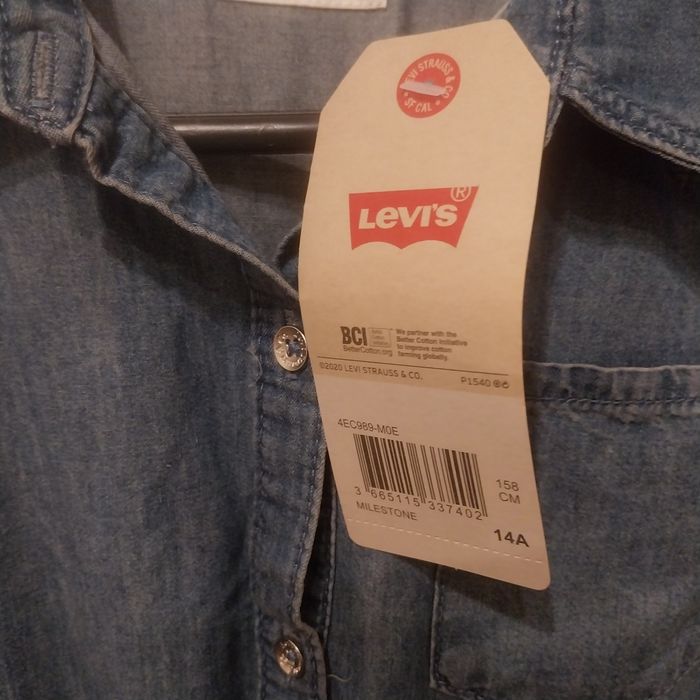 LEVI STRAUSS & CO
SF CAL
LEVI'S®
BCI
BetterCotton.org
We partner with the
Better Cotton Initiative
to improve cotton
farming globally.
©2020 LEVI STRAUSS & CO.
P1540
4EC989-M0E
3 665115 337402
158
CM
MILESTONE
14A